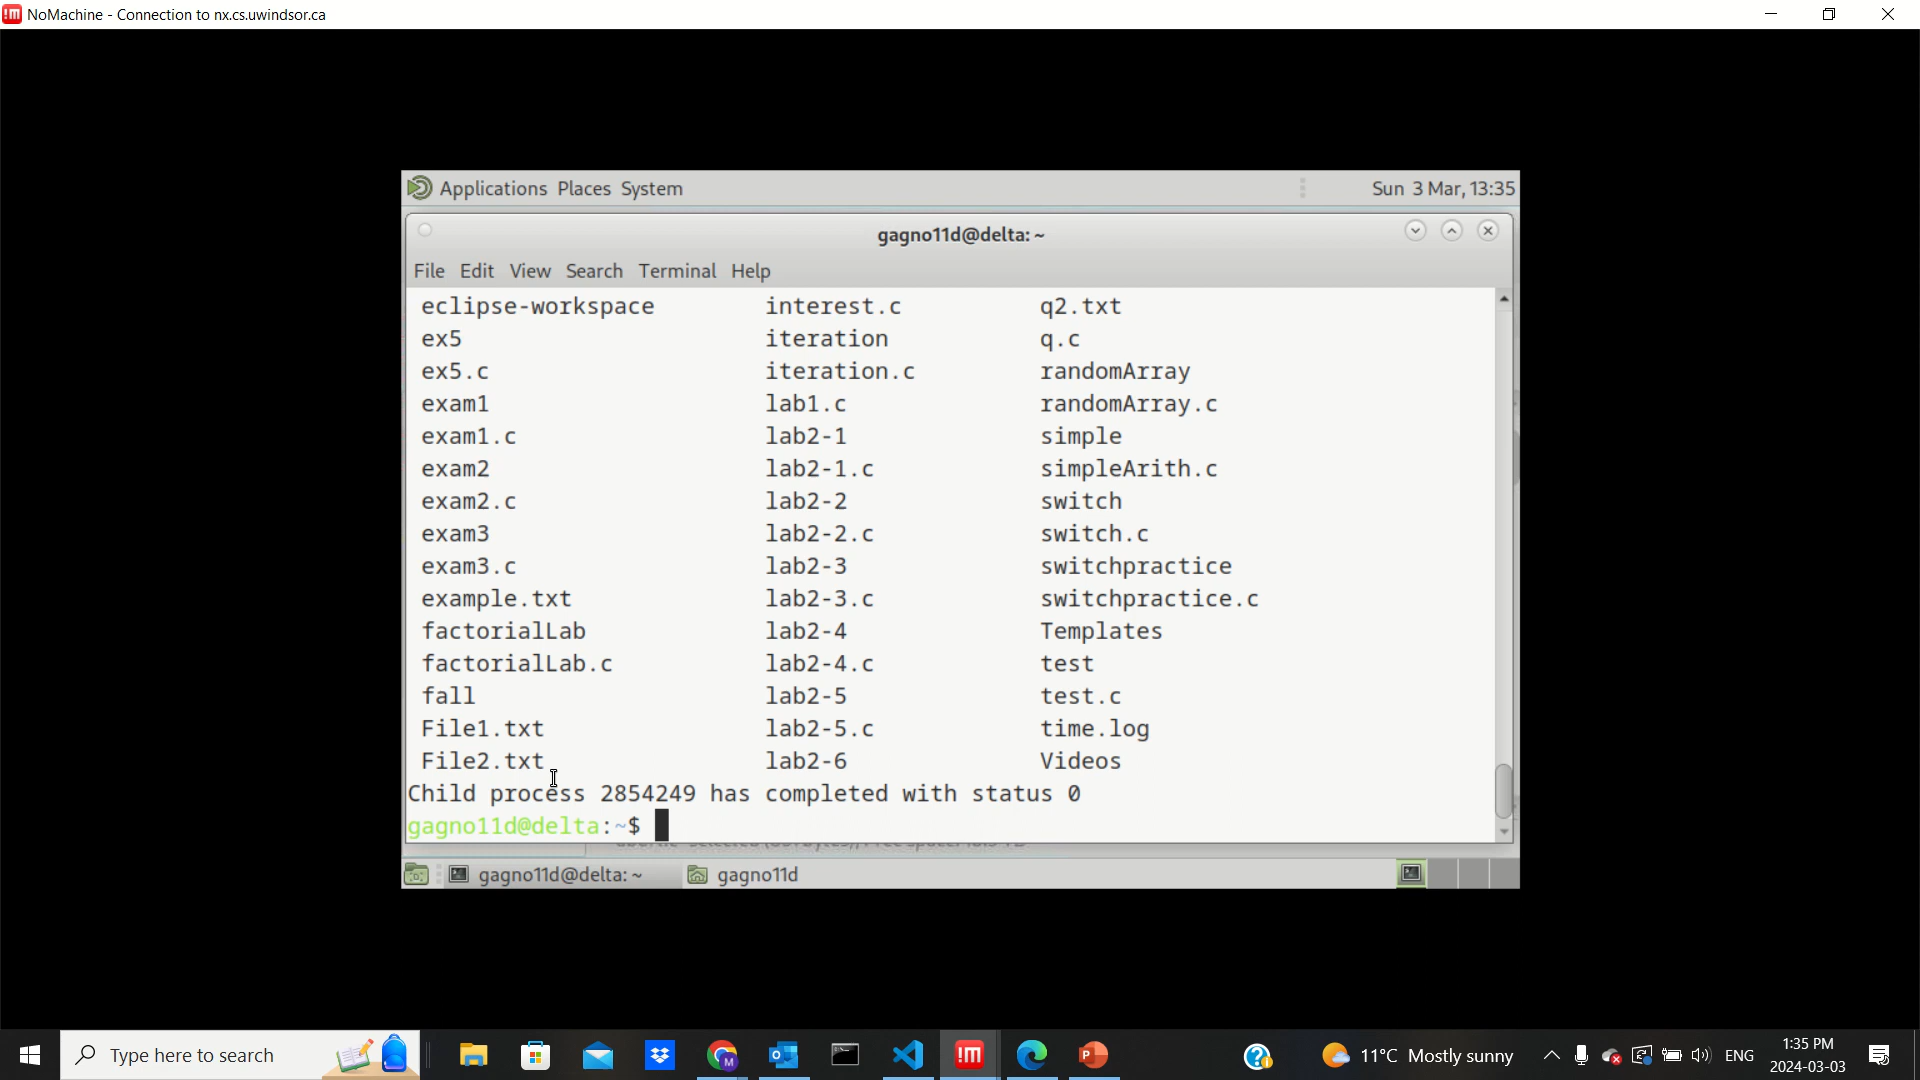 NoMachine - Connection to nx.cs.uwindsor.ca
Applications Places System
Sun 3 Mar, 13:35
gagno11d@delta: ~
File Edit View Search Terminal Help
eclipse-workspace interest.c q2.txt
ex5 iteration q.c
ex5.c iteration.c randomArray
exam1 lab1.c randomArray.c
exam1.c lab2-1 simple
exam2 lab2-1.c simpleArith.c
exam2.c lab2-2 switch
exam3 lab2-2.c switch.c
exam3.c lab2-3 switchpractice
example.txt lab2-3.c switchpractice.c
factorialLab lab2-4 Templates
factorialLab.c lab2-4.c test
fall lab2-5 test.c
File1.txt lab2-5.c time.log
File2.txt lab2-6 Videos
Child process 2854249 has completed with status 0
gagno11d@delta:~$
gagno11d@delta: ~ gagno11d
Type here to search
11°C Mostly sunny
ENG
1:35 PM
2024-03-03